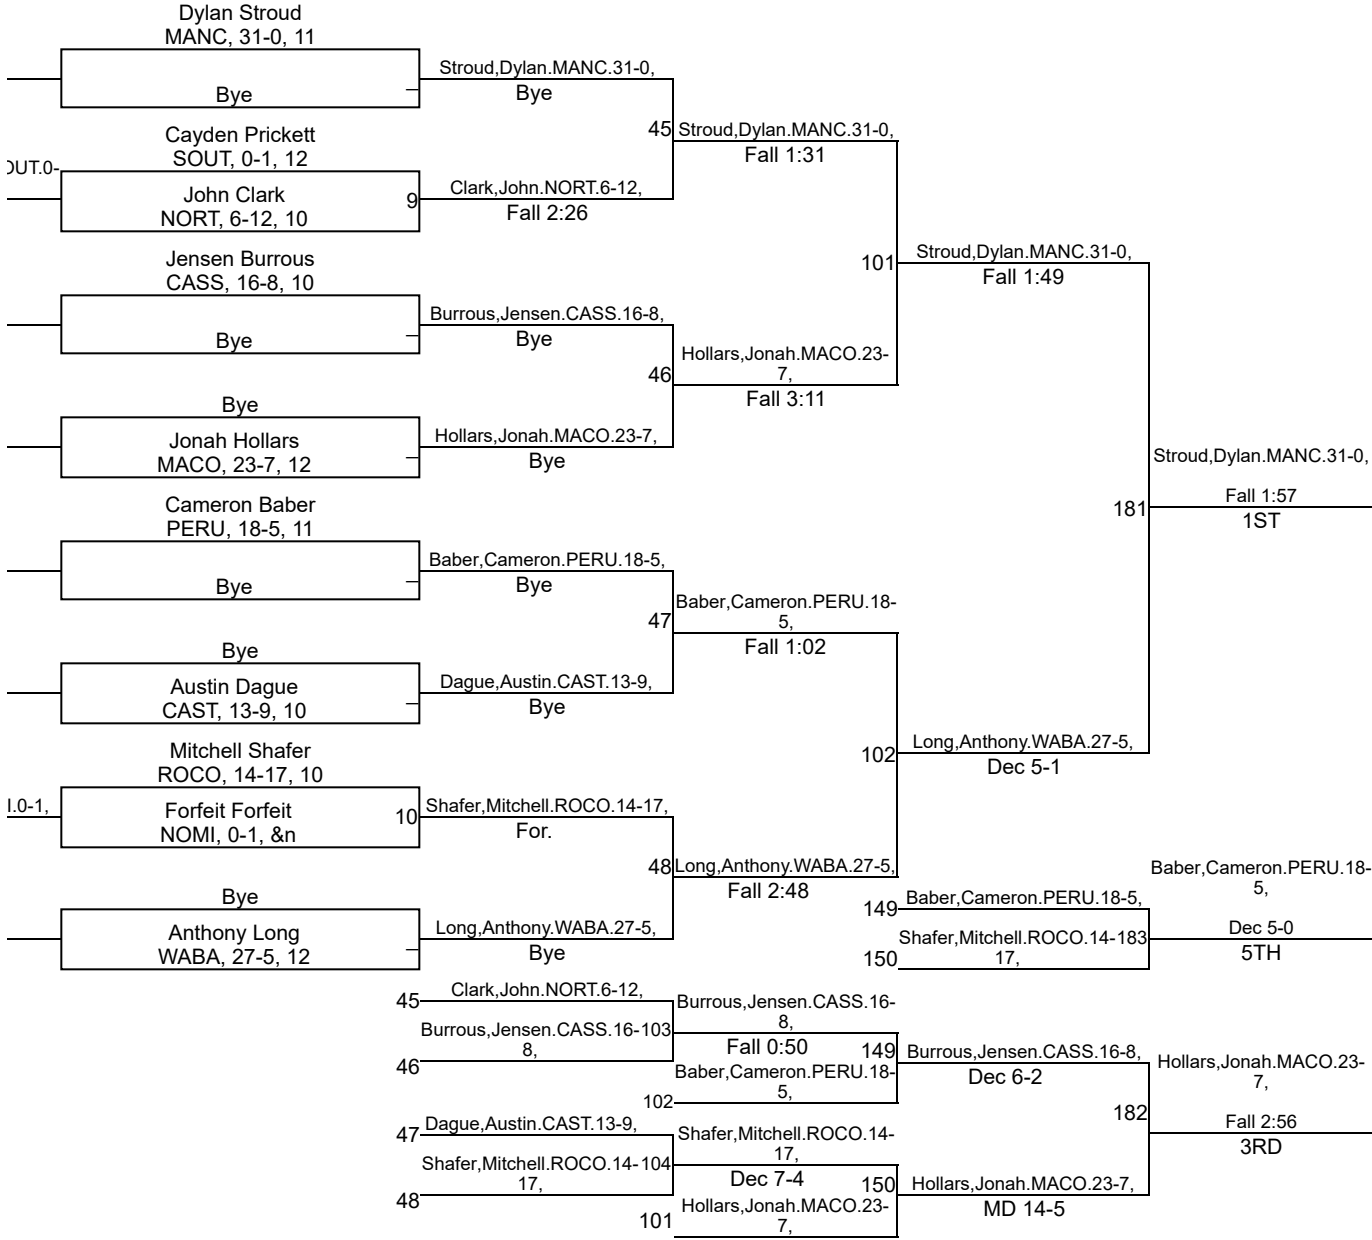 Dylan Stroud
MANC, 31-0, 11
Bye
Stroud,Dylan.MANC.31-0,
Bye
Cayden Prickett
SOUT, 0-1, 12
OUT.0-
John Clark
NORT, 6-12, 10
9
Clark,John.NORT.6-12,
Fall 2:26
45
Stroud,Dylan.MANC.31-0,
Fall 1:31
Jensen Burrous
CASS, 16-8, 10
Bye
Burrous,Jensen.CASS.16-8,
Bye
Bye
Jonah Hollars
MACO, 23-7, 12
Hollars,Jonah.MACO.23-7,
Bye
46
Hollars,Jonah.MACO.23-
7,
Fall 3:11
101
Stroud,Dylan.MANC.31-0,
Fall 1:49
Cameron Baber
PERU, 18-5, 11
Bye
Baber,Cameron.PERU.18-5,
Bye
Bye
Austin Dague
CAST, 13-9, 10
Dague,Austin.CAST.13-9,
Bye
47
Baber,Cameron.PERU.18-
5,
Fall 1:02
Mitchell Shafer
ROCO, 14-17, 10
I.0-1,
Forfeit Forfeit
NOMI, 0-1, &n
10
Shafer,Mitchell.ROCO.14-17,
For.
Bye
Anthony Long
WABA, 27-5, 12
Long,Anthony.WABA.27-5,
Bye
48
Long,Anthony.WABA.27-5,
Fall 2:48
102
Long,Anthony.WABA.27-5,
Dec 5-1
181
Stroud,Dylan.MANC.31-0,
Fall 1:57
1ST
149
Baber,Cameron.PERU.18-5,
150
Shafer,Mitchell.ROCO.14-
17,
183
Baber,Cameron.PERU.18-
5,
Dec 5-0
5TH
45
Clark,John.NORT.6-12,
46
Burrous,Jensen.CASS.16-
8,
103
Burrous,Jensen.CASS.16-
8,
Fall 0:50
102
Baber,Cameron.PERU.18-
5,
149
Burrous,Jensen.CASS.16-8,
Dec 6-2
47
Dague,Austin.CAST.13-9,
48
Shafer,Mitchell.ROCO.14-
17,
104
Shafer,Mitchell.ROCO.14-
17,
Dec 7-4
101
Hollars,Jonah.MACO.23-
7,
150
Hollars,Jonah.MACO.23-7,
MD 14-5
182
Hollars,Jonah.MACO.23-
7,
Fall 2:56
3RD